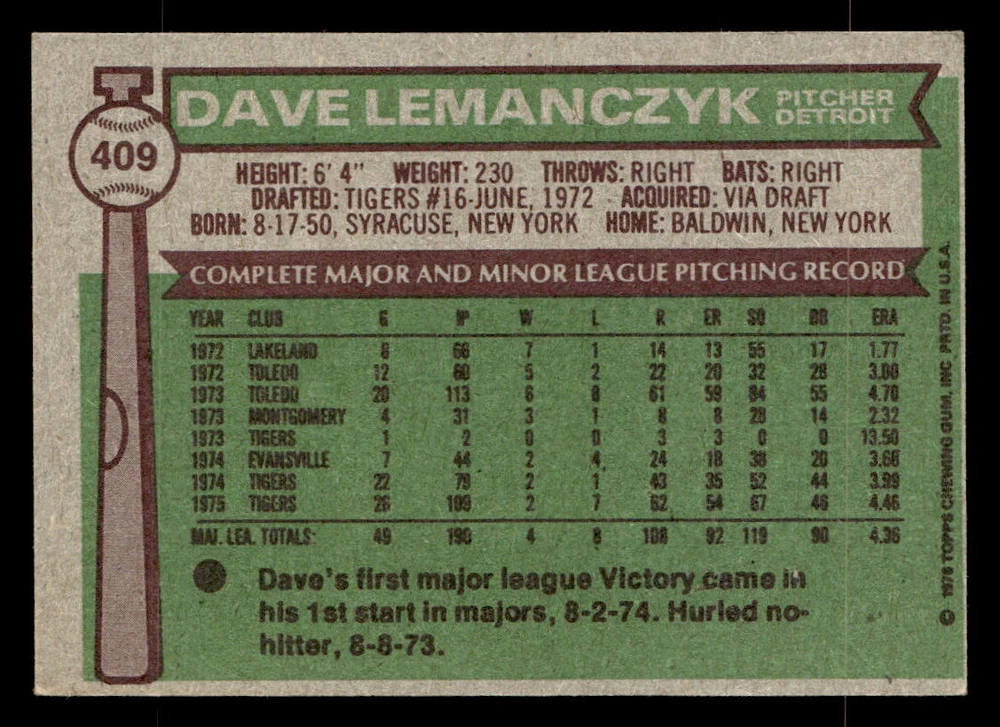 409
DAVE LEMANCZYK PITCHER
DETROIT
HEIGHT: 6' 4" WEIGHT: 230 THROWS: RIGHT BATS: RIGHT
DRAFTED: TIGERS #16-JUNE, 1972 ACQUIRED: VIA DRAFT
BORN: 8-17-50, SYRACUSE, NEW YORK HOME: BALDWIN, NEW YORK
COMPLETE MAJOR AND MINOR LEAGUE PITCHING RECORD
YEAR CLUB G IP W L R ER SO BB ERA
1972 LAKELAND 8 66 7 1 14 13 55 17 1.77
1972 TOLEDO 12 60 5 2 22 20 32 28 3.00
1973 TOLEDO 20 113 6 8 61 59 84 55 4.70
1973 MONTGOMERY 4 31 3 1 8 8 28 14 2.32
1973 TIGERS 1 2 0 0 3 3 0 0 13.50
1974 EVANSVILLE 7 44 2 4 24 18 38 20 3.68
1974 TIGERS 22 79 2 1 43 35 52 44 3.99
1975 TIGERS 26 109 2 7 62 54 67 46 4.46
MAJ. LEA. TOTALS: 49 190 4 8 108 92 119 90 4.36
Dave's first major league Victory came in
his 1st start in majors, 8-2-74. Hurled no-
hitter, 8-8-73.
© 1976 TOPPS CHEWING GUM, INC PRTD. IN U.S.A.